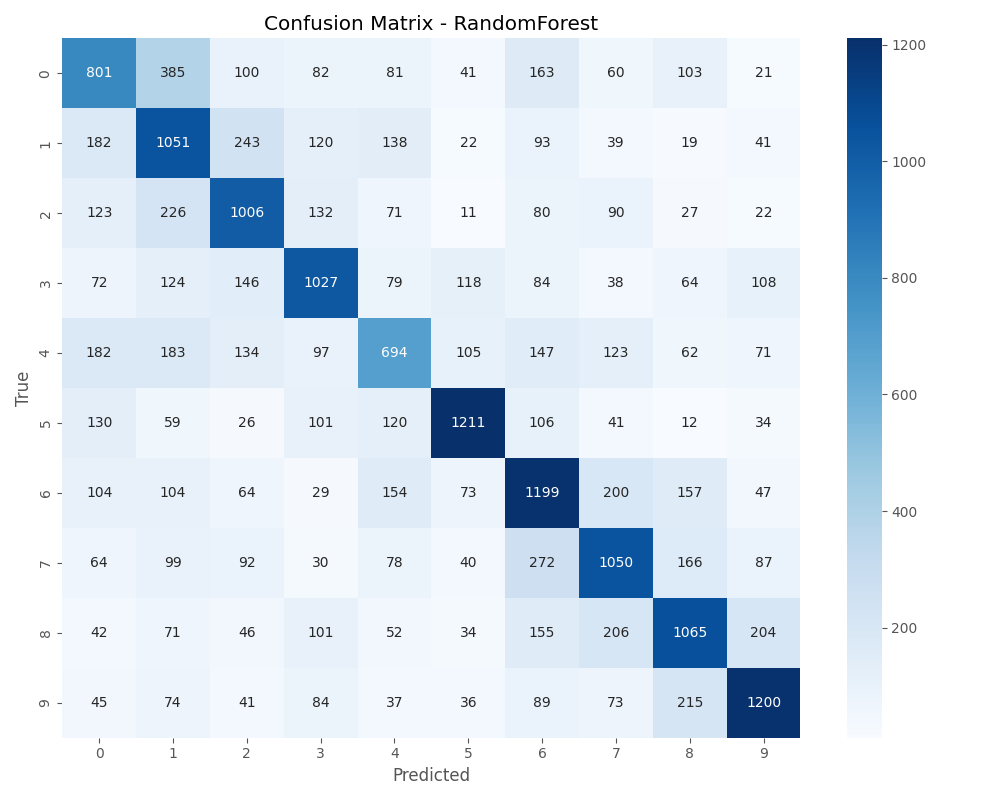 Confusion Matrix - RandomForest
0 801 385 100 82 81 41 163 60 103 21
1 182 1051 243 120 138 22 93 39 19 41
2 123 226 1006 132 71 11 80 90 27 22
3 72 124 146 1027 79 118 84 38 64 108
4 182 183 134 97 694 105 147 123 62 71
5 130 59 26 101 120 1211 106 41 12 34
6 104 104 64 29 154 73 1199 200 157 47
7 64 99 92 30 78 40 272 1050 166 87
8 42 71 46 101 52 34 155 206 1065 204
9 45 74 41 84 37 36 89 73 215 1200
0 1 2 3 4 5 6 7 8 9
Predicted
True
1200
1000
800
600
400
200